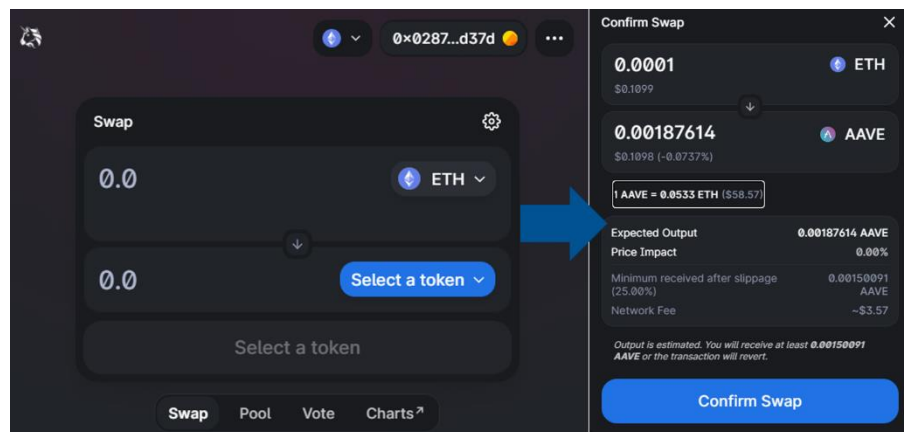 0×0287...d37d
...
Swap
0.0
ETH
0.0
Select a token
Select a token
Swap Pool Vote Charts↗
Confirm Swap
0.0001 ETH
$0.1099
0.00187614 AAVE
$0.1098 (-0.0737%)
1 AAVE = 0.0533 ETH ($58.57)
Expected Output 0.00187614 AAVE
Price Impact 0.00%
Minimum received after slippage 0.00150091
(25.00%) AAVE
Network Fee ~$3.57
Output is estimated. You will receive at least 0.00150091
AAVE or the transaction will revert.
Confirm Swap